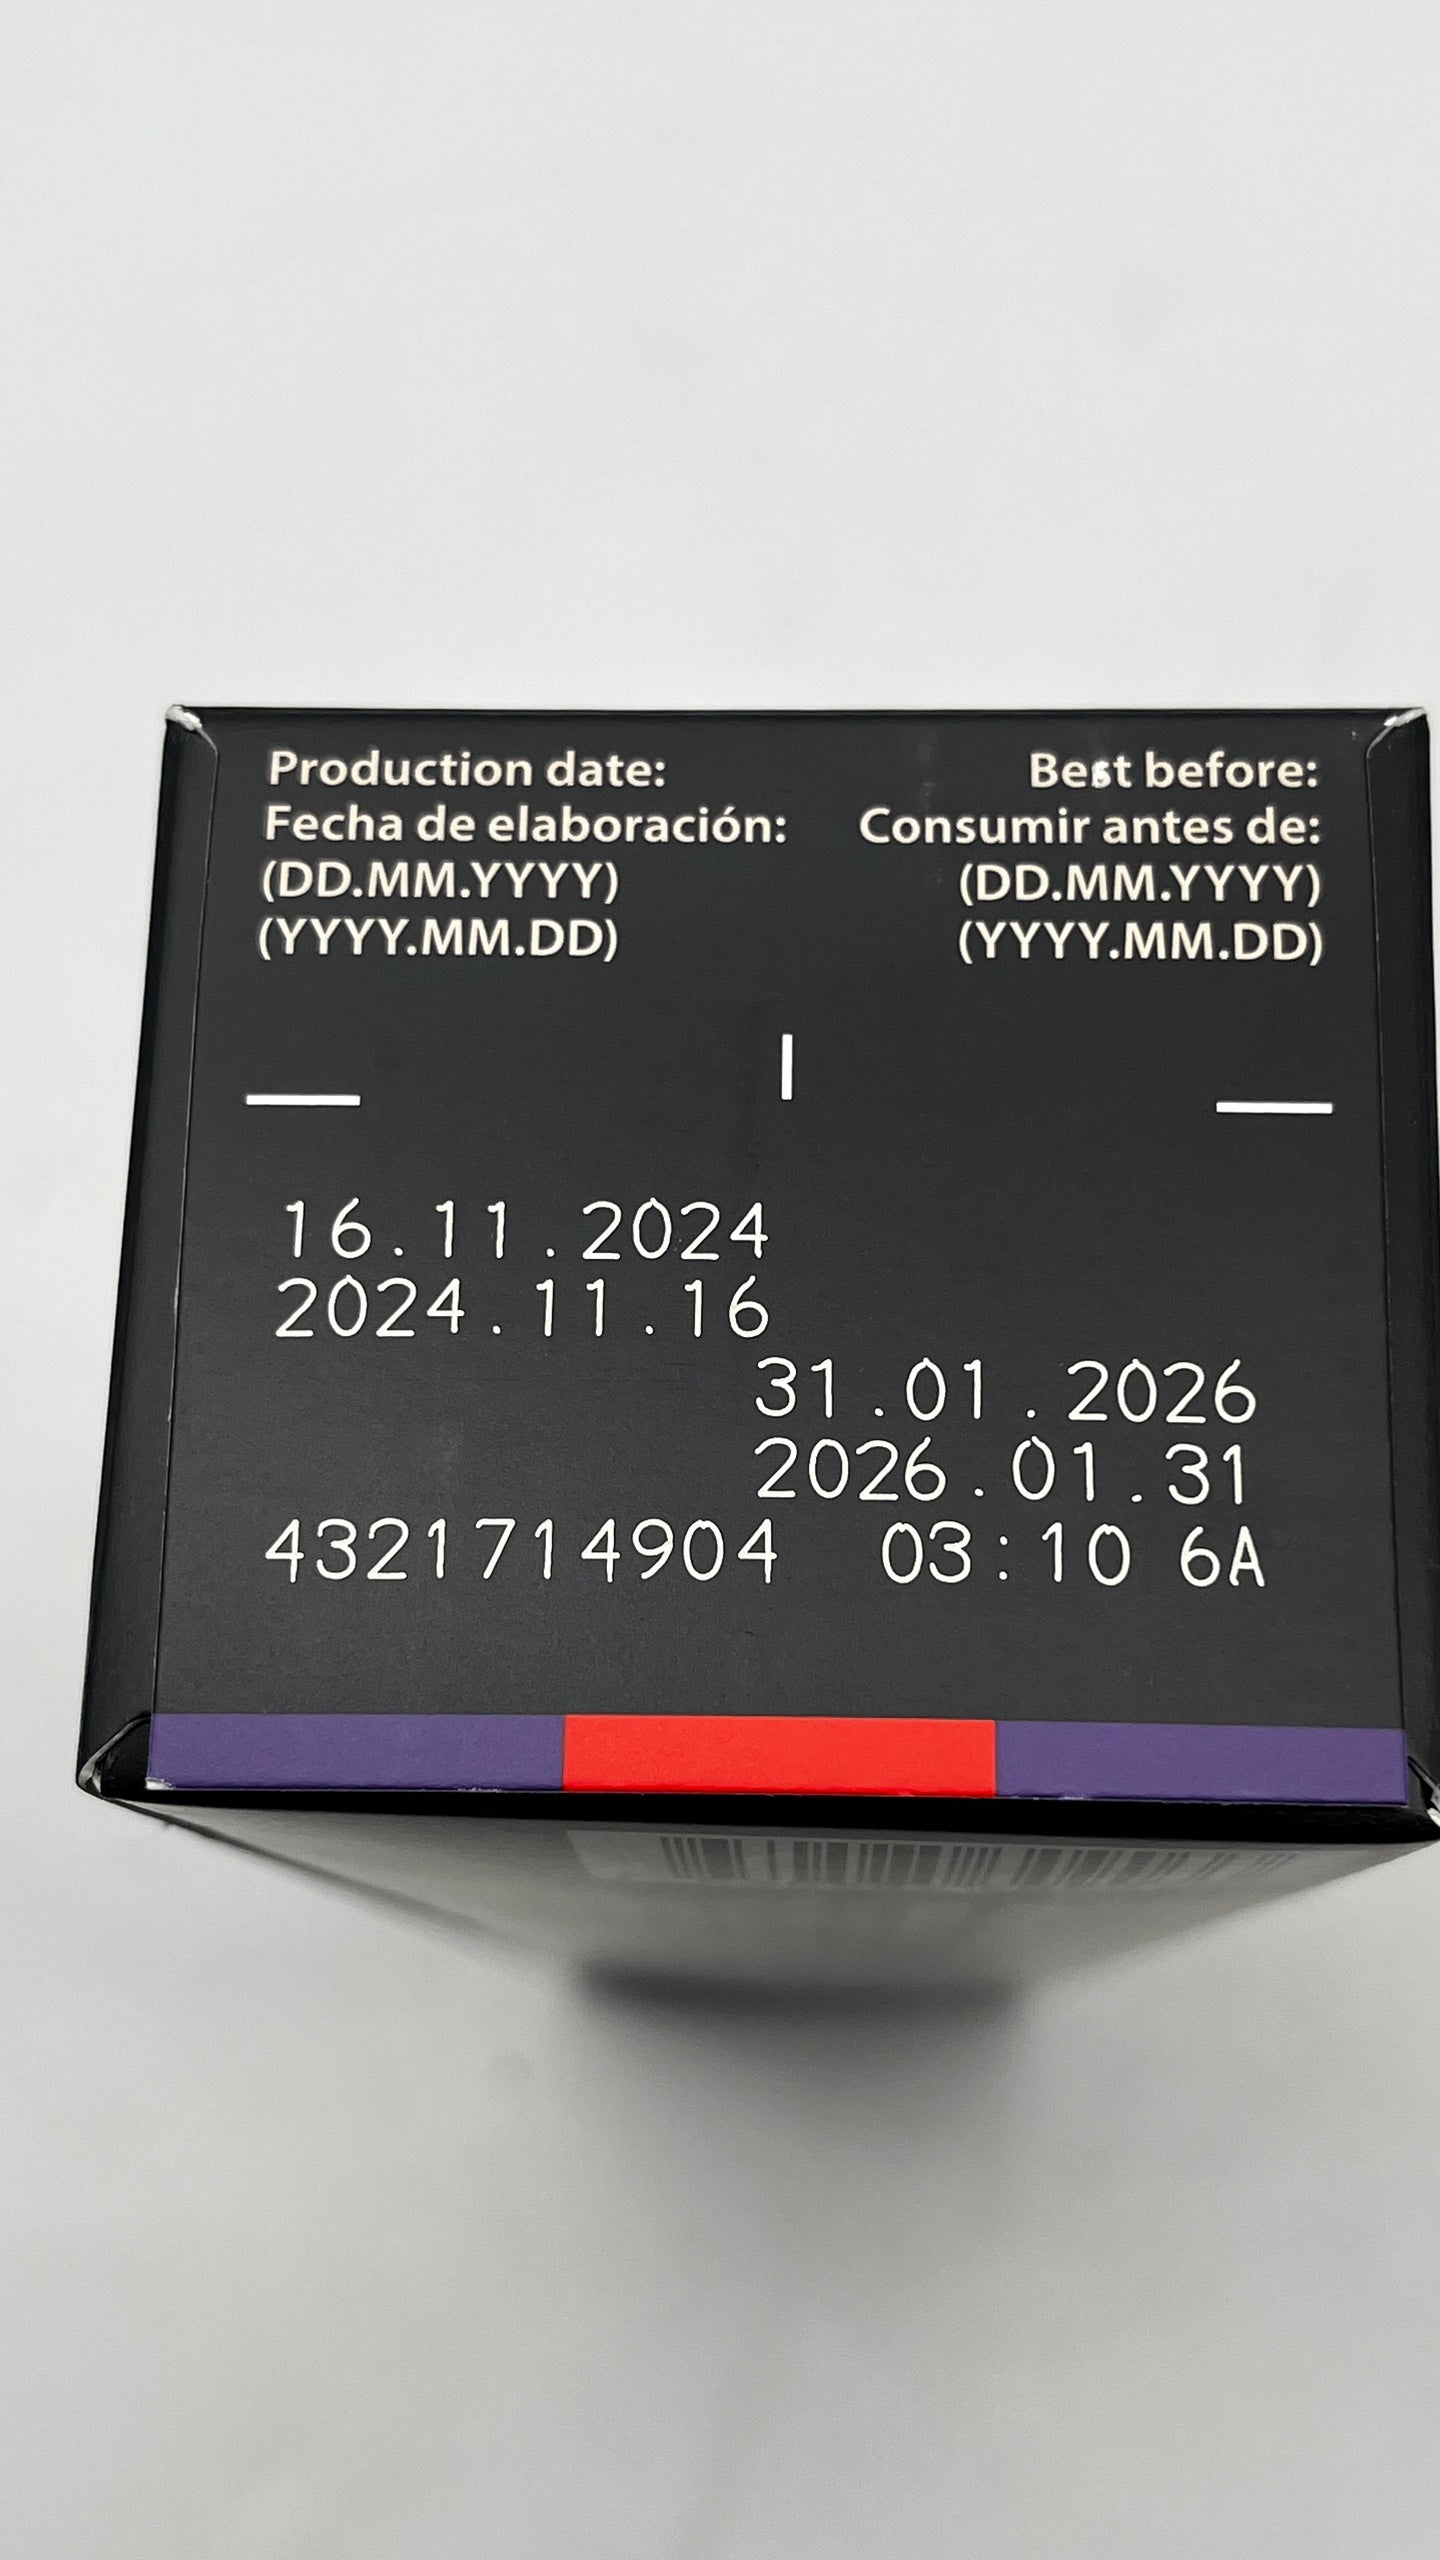 Production date:
Fecha de elaboración:
(DD.MM.YYYY)
(YYYY.MM.DD)
Best before:
Consumir antes de:
(DD.MM.YYYY)
(YYYY.MM.DD)
16.11.2024
2024.11.16
31.01.2026
2026.01.31
4321714904 03:10 6A